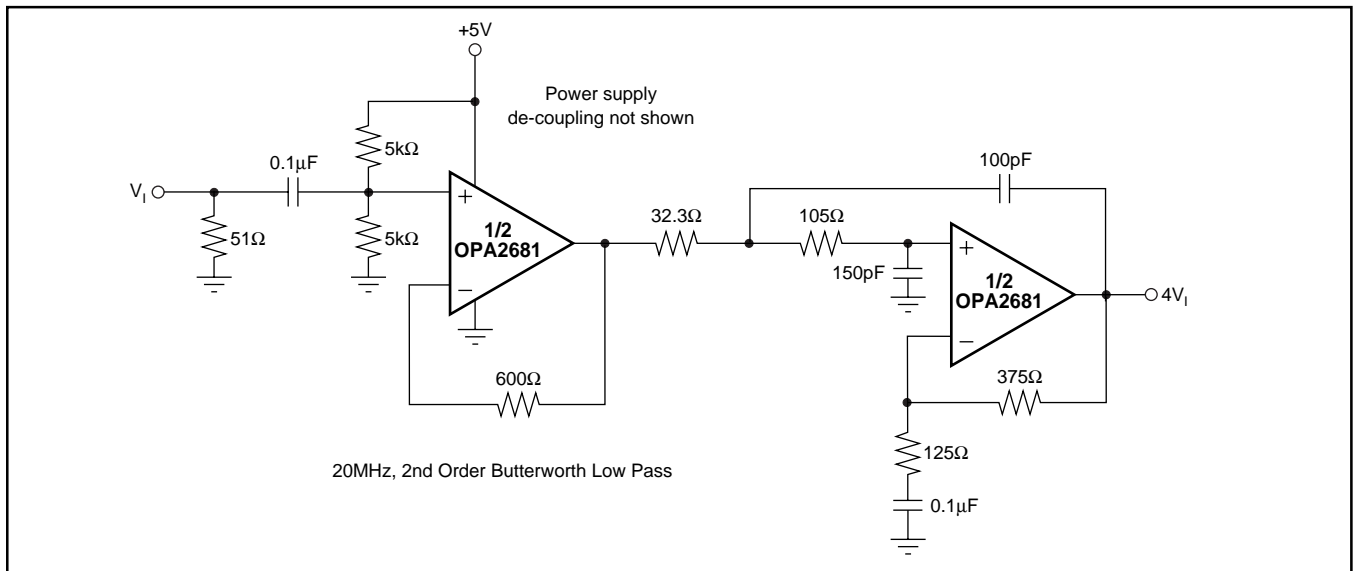 +5V
Power supply
de-coupling not shown
5kΩ
0.1μF
V_I
51Ω
5kΩ
+
1/2
OPA2681
−
600Ω
32.3Ω
100pF
105Ω
150pF
+
1/2
OPA2681
−
4V_I
375Ω
125Ω
0.1μF
20MHz, 2nd Order Butterworth Low Pass